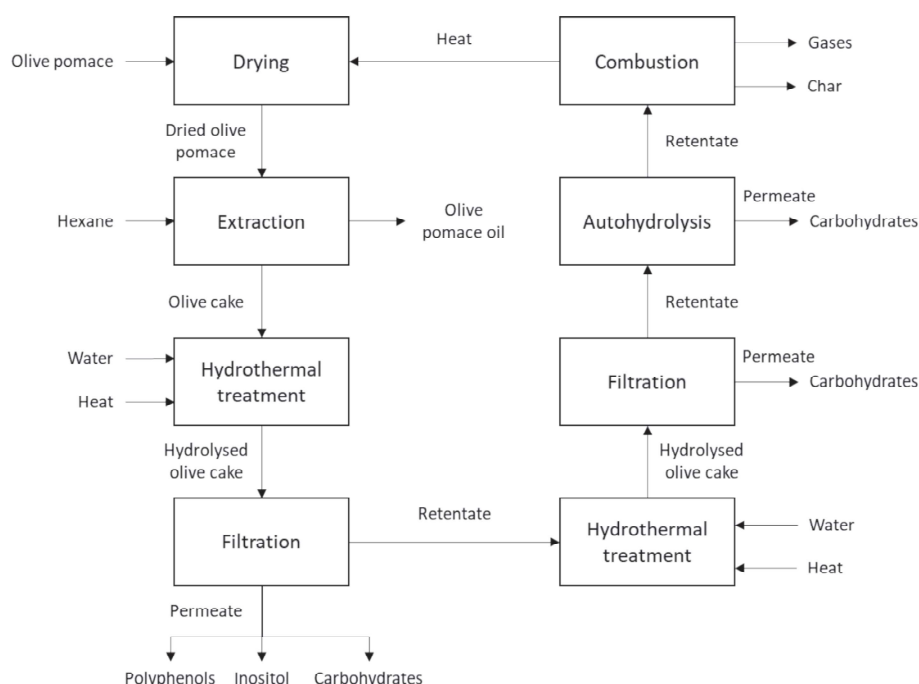 Olive pomace
Drying
Heat
Combustion
Gases
Char
Dried olive
pomace
Retentate
Hexane
Extraction
Olive
pomace oil
Autohydrolysis
Permeate
Carbohydrates
Olive cake
Retentate
Water
Heat
Hydrothermal
treatment
Filtration
Permeate
Carbohydrates
Hydrolysed
olive cake
Hydrolysed
olive cake
Filtration
Retentate
Hydrothermal
treatment
Water
Heat
Permeate
Polyphenols
Inositol
Carbohydrates